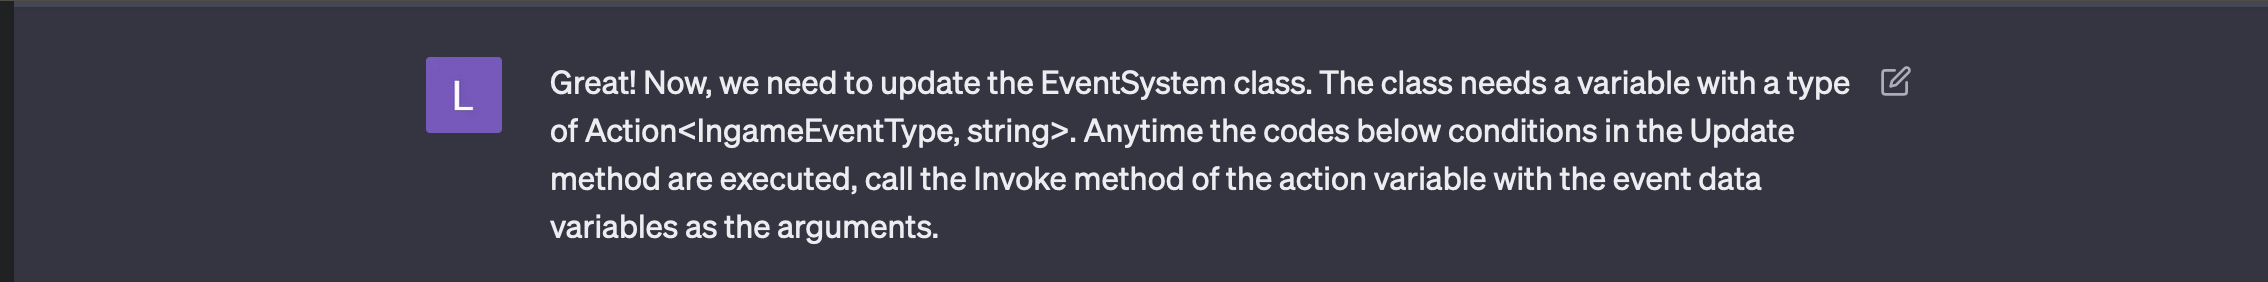 L
Great! Now, we need to update the EventSystem class. The class needs a variable with a type
of Action<IngameEventType, string>. Anytime the codes below conditions in the Update
method are executed, call the Invoke method of the action variable with the event data
variables as the arguments.